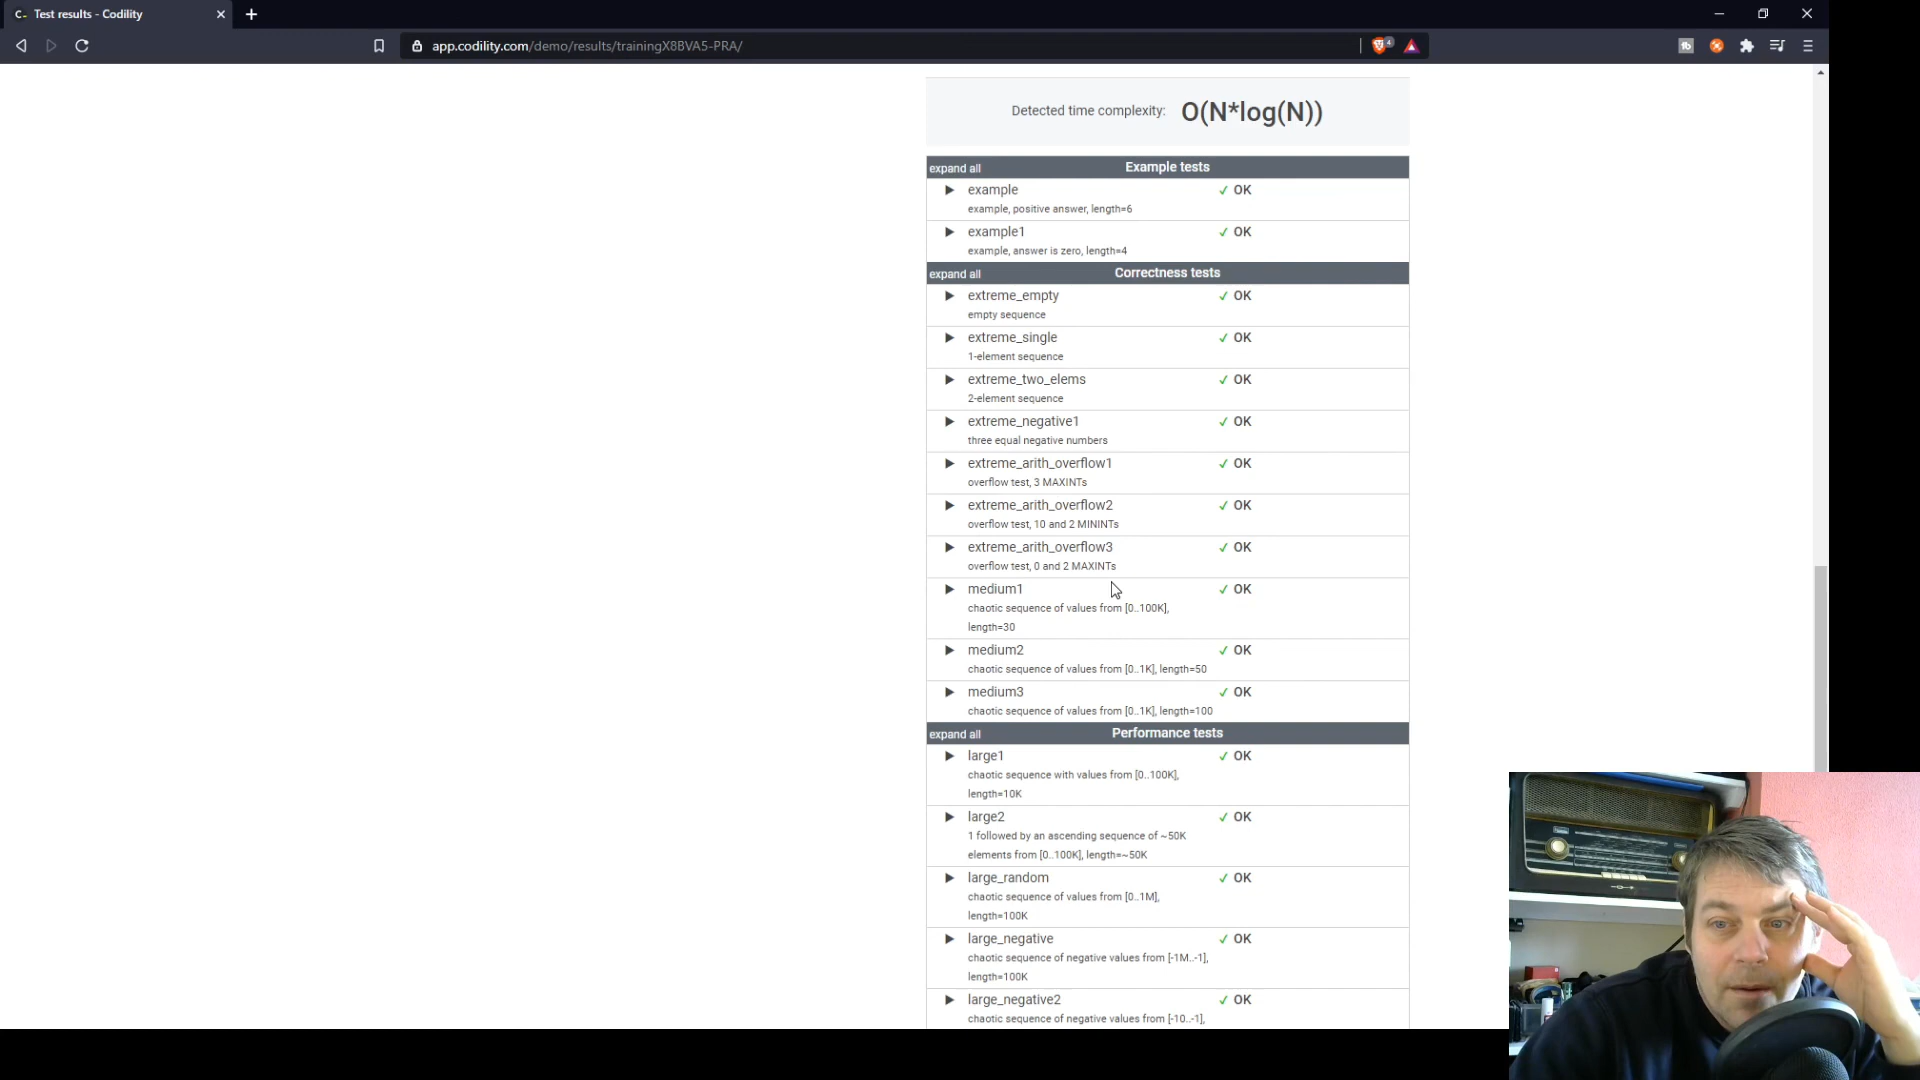 Test results - Codility
app.codility.com/demo/results/trainingX8BVA5-PRA/
4
Detected time complexity: O(N*log(N))
expand all Example tests
example OK
example, positive answer, length=6
example1 OK
example, answer is zero, length=4
expand all Correctness tests
extreme_empty OK
empty sequence
extreme_single OK
1-element sequence
extreme_two_elems OK
2-element sequence
extreme_negative1 OK
three equal negative numbers
extreme_arith_overflow1 OK
overflow test, 3 MAXINTs
extreme_arith_overflow2 OK
overflow test, 10 and 2 MININTs
extreme_arith_overflow3 OK
overflow test, 0 and 2 MAXINTs
medium1 OK
chaotic sequence of values from [0..100K],
length=30
medium2 OK
chaotic sequence of values from [0..1K], length=50
medium3 OK
chaotic sequence of values from [0..1K], length=100
expand all Performance tests
large1 OK
chaotic sequence with values from [0..100K],
length=10K
large2 OK
1 followed by an ascending sequence of ~50K
elements from [0..100K], length=~50K
large_random OK
chaotic sequence of values from [0..1M],
length=100K
large_negative OK
chaotic sequence of negative values from [-1M..-1],
length=100K
large_negative2 OK
chaotic sequence of negative values from [-10..-1],